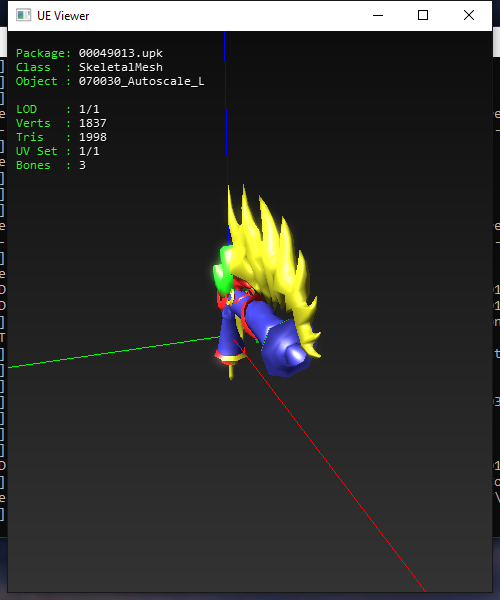 UE Viewer
Package: 00049013.upk
Class : SkeletalMesh
Object : 070030_Autoscale_L
LOD : 1/1
Verts : 1837
Tris : 1998
UV Set : 1/1
Bones : 3